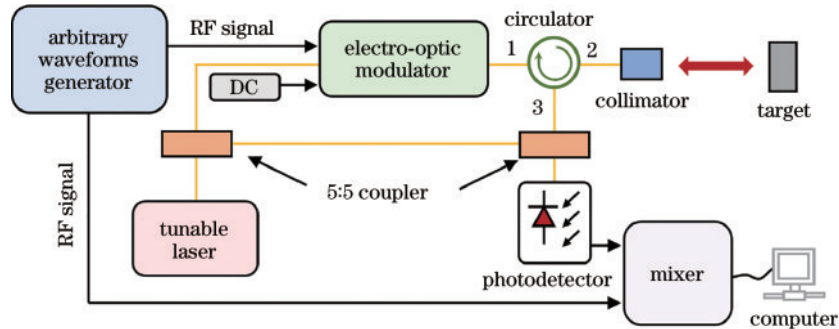 arbitrary
waveforms
generator
RF signal
electro-optic
modulator
DC
circulator
1
2
3
collimator
target
5:5 coupler
RF signal
tunable
laser
photodetector
mixer
computer